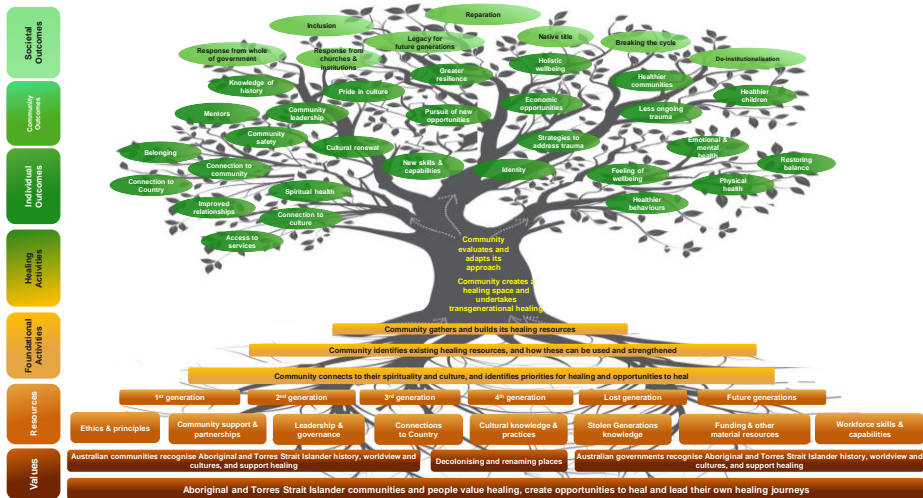 Societal
Outcomes
Community
Outcomes
Individual
Outcomes
Healing
Activities
Foundational
Activities
Resources
Values
Reparation
Inclusion
Legacy for
future generations
Native title
Breaking the cycle
Response from whole
of government
Response from
churches &
institutions
De-institutionalisation
Holistic
wellbeing
Greater
resilience
Knowledge of
history
Pride in culture
Healthier
communities
Healthier
children
Economic
opportunities
Mentors
Community
leadership
Pursuit of new
opportunities
Less ongoing
trauma
Community
safety
Cultural renewal
Strategies to
address trauma
Emotional &
mental
health
Belonging
Connection to
community
New skills &
capabilities
Identity
Feeling of
wellbeing
Restoring
balance
Connection to
Country
Spiritual health
Physical
health
Improved
relationships
Connection to
culture
Healthier
behaviours
Access to
services
Community
evaluates and
adapts its
approach
Community creates a
healing space and
undertakes
transgenerational healing
Community gathers and builds its healing resources
Community identifies existing healing resources, and how these can be used and strengthened
Community connects to their spirituality and culture, and identifies priorities for healing and opportunities to heal
1st generation
2nd generation
3rd generation
4th generation
Lost generation
Future generations
Ethics & principles
Community support &
partnerships
Leadership &
governance
Connections
to Country
Cultural knowledge &
practices
Stolen Generations
knowledge
Funding & other
material resources
Workforce skills &
capabilities
Australian communities recognise Aboriginal and Torres Strait Islander history, worldview and
cultures, and support healing
Decolonising and renaming places
Australian governments recognise Aboriginal and Torres Strait Islander history, worldview and
cultures, and support healing
Aboriginal and Torres Strait Islander communities and people value healing, create opportunities to heal and lead their own healing journeys